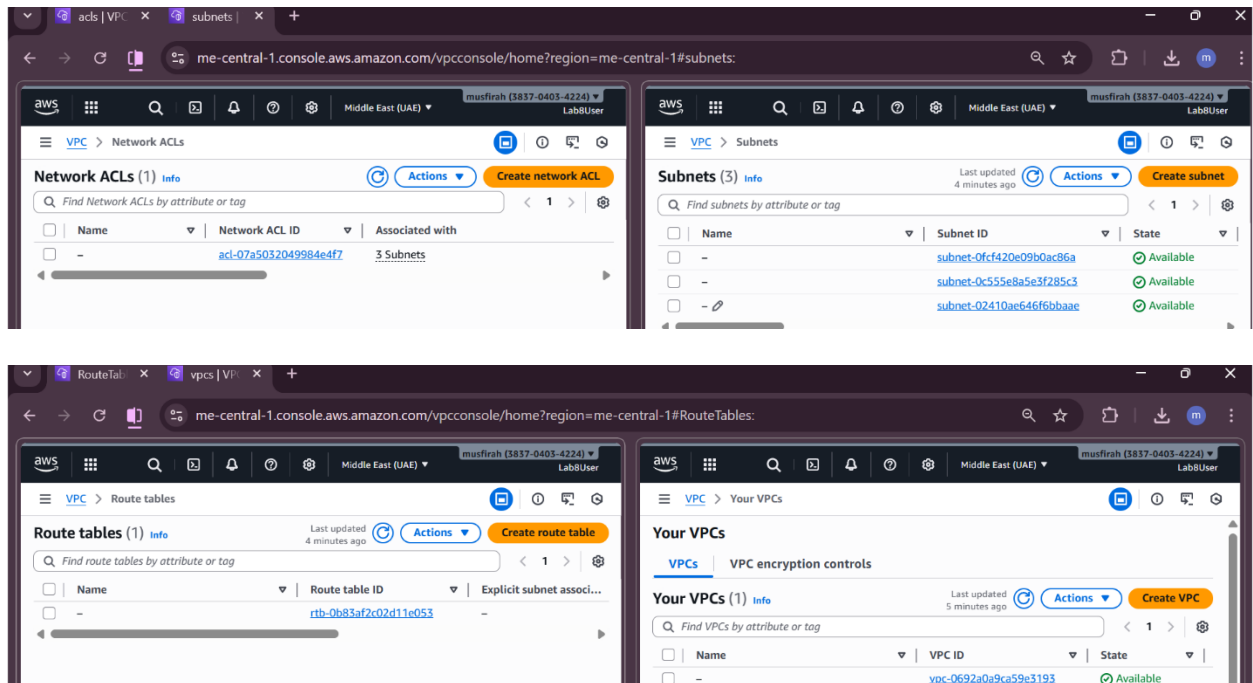 acls | VPC
subnets |
me-central-1.console.aws.amazon.com/vpcconsole/home?region=me-central-1#subnets:
m
aws
Middle East (UAE) ▼
musfirah (3837-0403-4224) ▼
Lab8User
VPC > Network ACLs
Network ACLs (1) Info
Actions ▼
Create network ACL
Find Network ACLs by attribute or tag
< 1 >
Name
Network ACL ID
Associated with
–
acl-07a5032049984e4f7
3 Subnets
aws
Middle East (UAE) ▼
musfirah (3837-0403-4224) ▼
Lab8User
VPC > Subnets
Subnets (3) Info
Last updated
4 minutes ago
Actions ▼
Create subnet
Find subnets by attribute or tag
< 1 >
Name
Subnet ID
State
–
subnet-0fcf420e09b0ac86a
Available
–
subnet-0c555e8a5e3f285c3
Available
–
subnet-02410ae646f6bbaae
Available
RouteTab
vpcs | VPC
me-central-1.console.aws.amazon.com/vpcconsole/home?region=me-central-1#RouteTables:
m
aws
Middle East (UAE) ▼
musfirah (3837-0403-4224) ▼
Lab8User
VPC > Route tables
Route tables (1) Info
Last updated
4 minutes ago
Actions ▼
Create route table
Find route tables by attribute or tag
< 1 >
Name
Route table ID
Explicit subnet associ...
–
rtb-0b83af2c02d11e053
–
aws
Middle East (UAE) ▼
musfirah (3837-0403-4224) ▼
Lab8User
VPC > Your VPCs
Your VPCs
VPCs
VPC encryption controls
Your VPCs (1) Info
Last updated
5 minutes ago
Actions ▼
Create VPC
Find VPCs by attribute or tag
< 1 >
Name
VPC ID
State
–
vpc-0692a0a9ca59e3193
Available